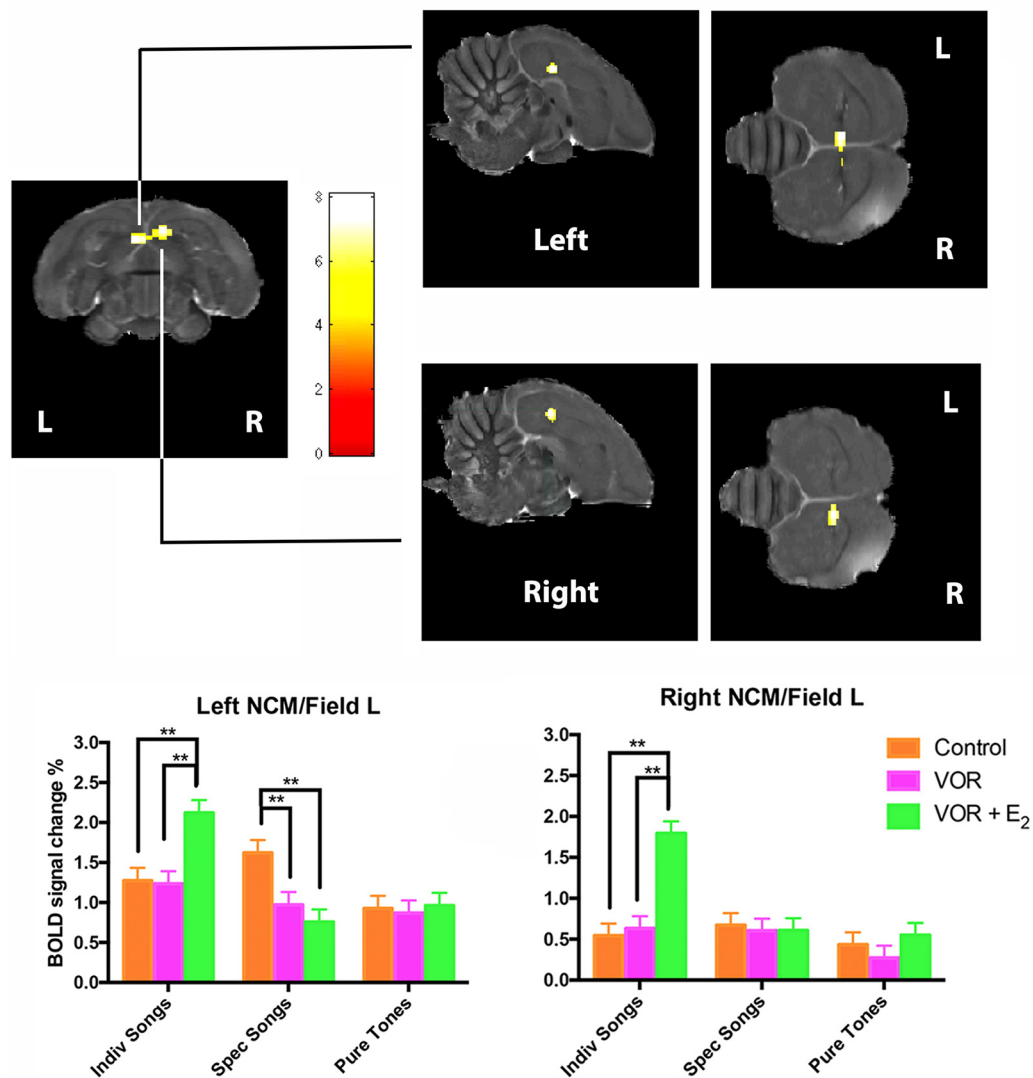 L
Left
R
L
R
8
6
4
2
0
L
Right
R
Left NCM/Field L
BOLD signal change %
3.0
2.5
2.0
1.5
1.0
0.5
0.0
**
**
**
**
Indiv Songs
Spec Songs
Pure Tones
Right NCM/Field L
3.0
2.5
2.0
1.5
1.0
0.5
0.0
**
**
Indiv Songs
Spec Songs
Pure Tones
Control
VOR
VOR + E₂